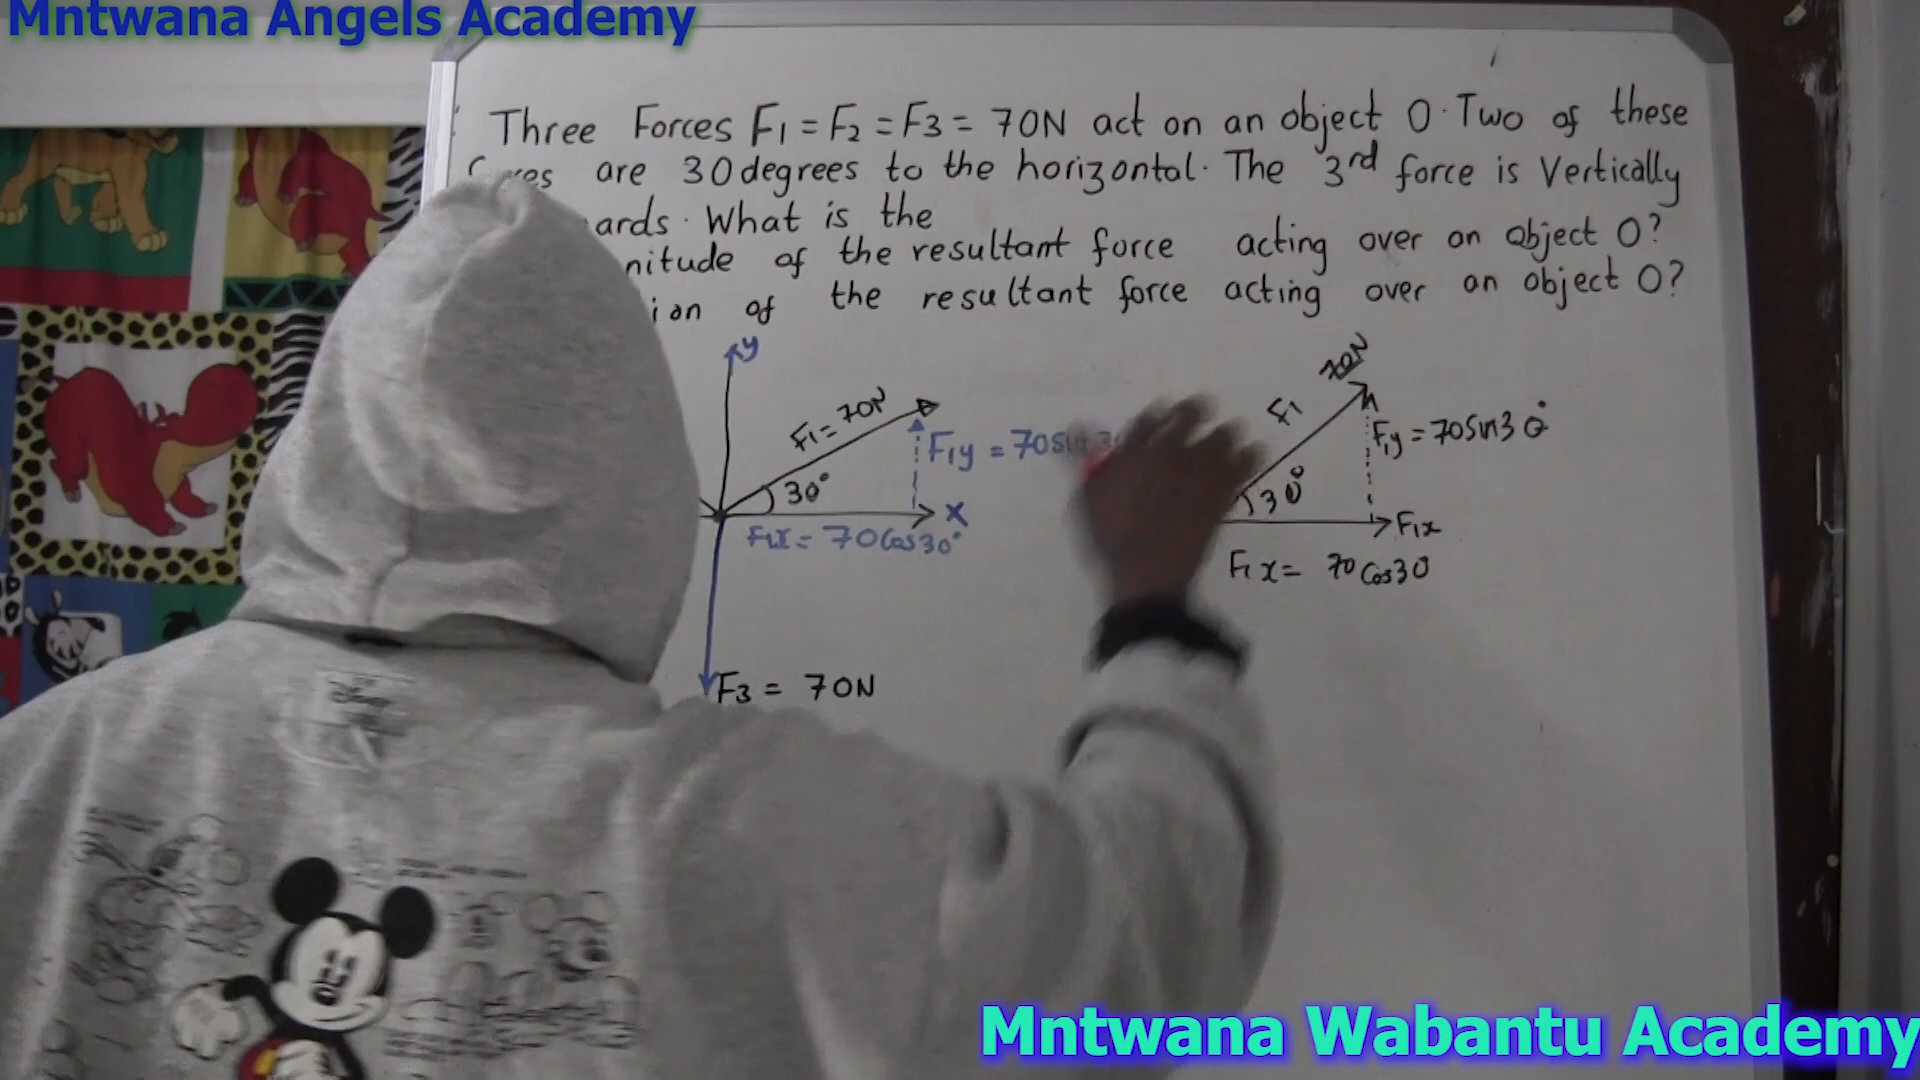 Mntwana Angels Academy
Three Forces F1 = F2 = F3 = 70N act on an object O. Two of these
are 30 degrees to the horizontal. The 3rd force is Vertically
What is the
of the resultant force acting over an object O?
of the resultant force acting over an object O?
y
F1 = 70N
30°
F1y =
x
F1x = 70Cos30°
F3 = 70N
70N
F1
F1y = 70Sin30°
30°
F1x
F1x = 70Cos30
Disney
Mntwana Wabantu Academy